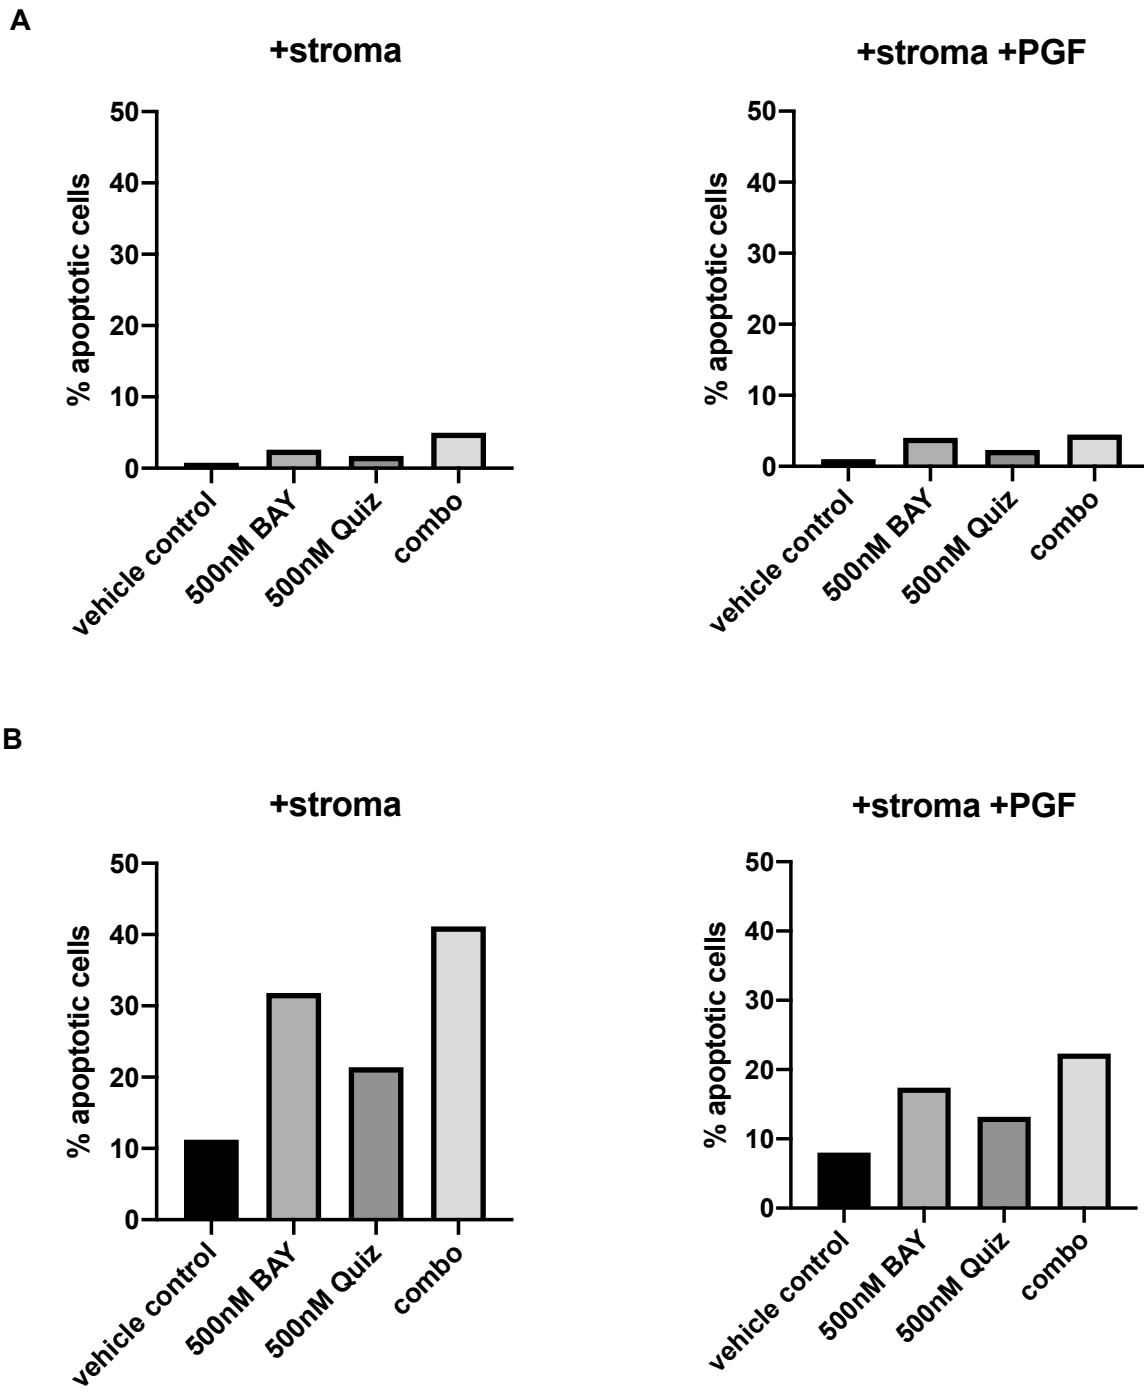 A
+stroma
% apoptotic cells
50
40
30
20
10
0
vehicle control
500nM BAY
500nM Quiz
combo
+stroma +PGF
% apoptotic cells
50
40
30
20
10
0
vehicle control
500nM BAY
500nM Quiz
combo
B
+stroma
% apoptotic cells
50
40
30
20
10
0
vehicle control
500nM BAY
500nM Quiz
combo
+stroma +PGF
% apoptotic cells
50
40
30
20
10
0
vehicle control
500nM BAY
500nM Quiz
combo